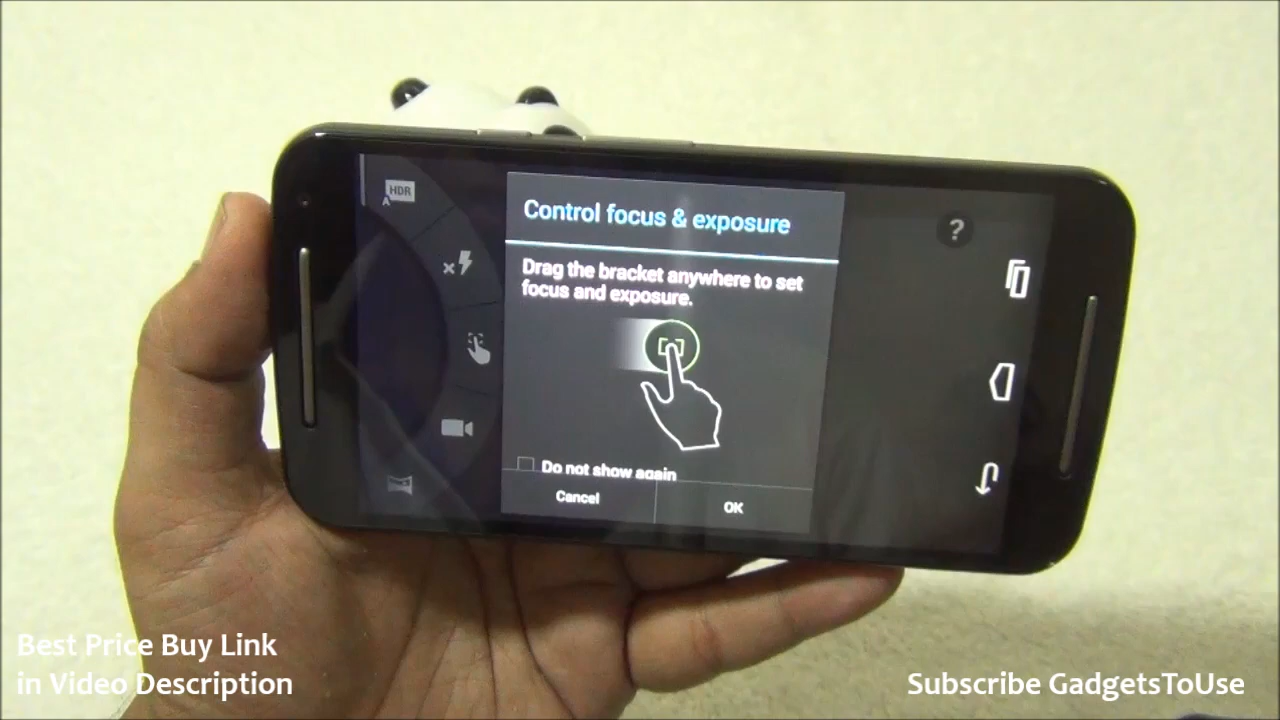 HDR
A
Control focus & exposure
?
Drag the bracket anywhere to set
focus and exposure.
Do not show again
Cancel
OK
Best Price Buy Link
in Video Description
Subscribe GadgetsToUse